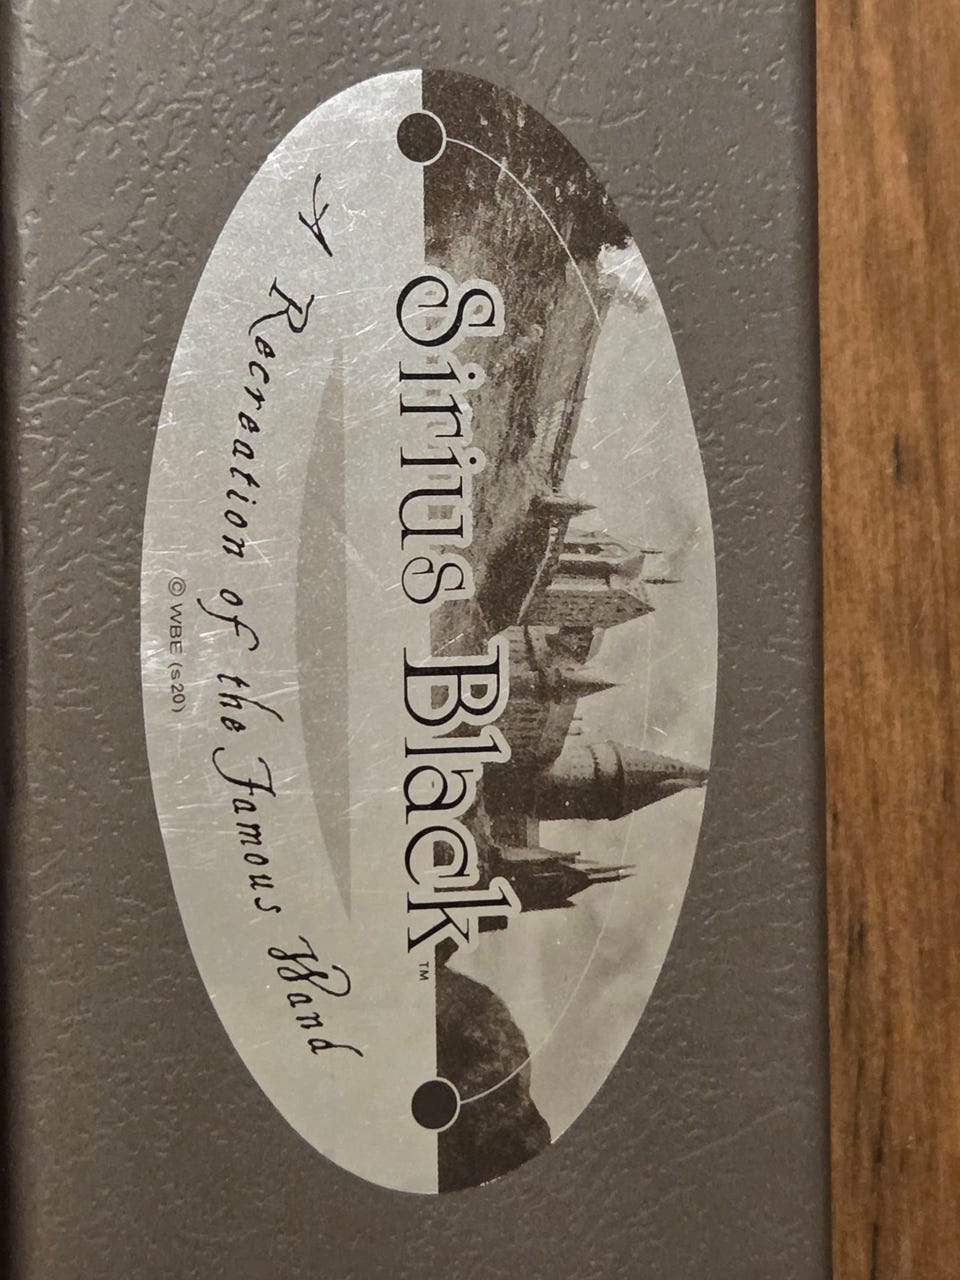 Sirius Black™
A Recreation of the Famous Wand
© WBE (s20)